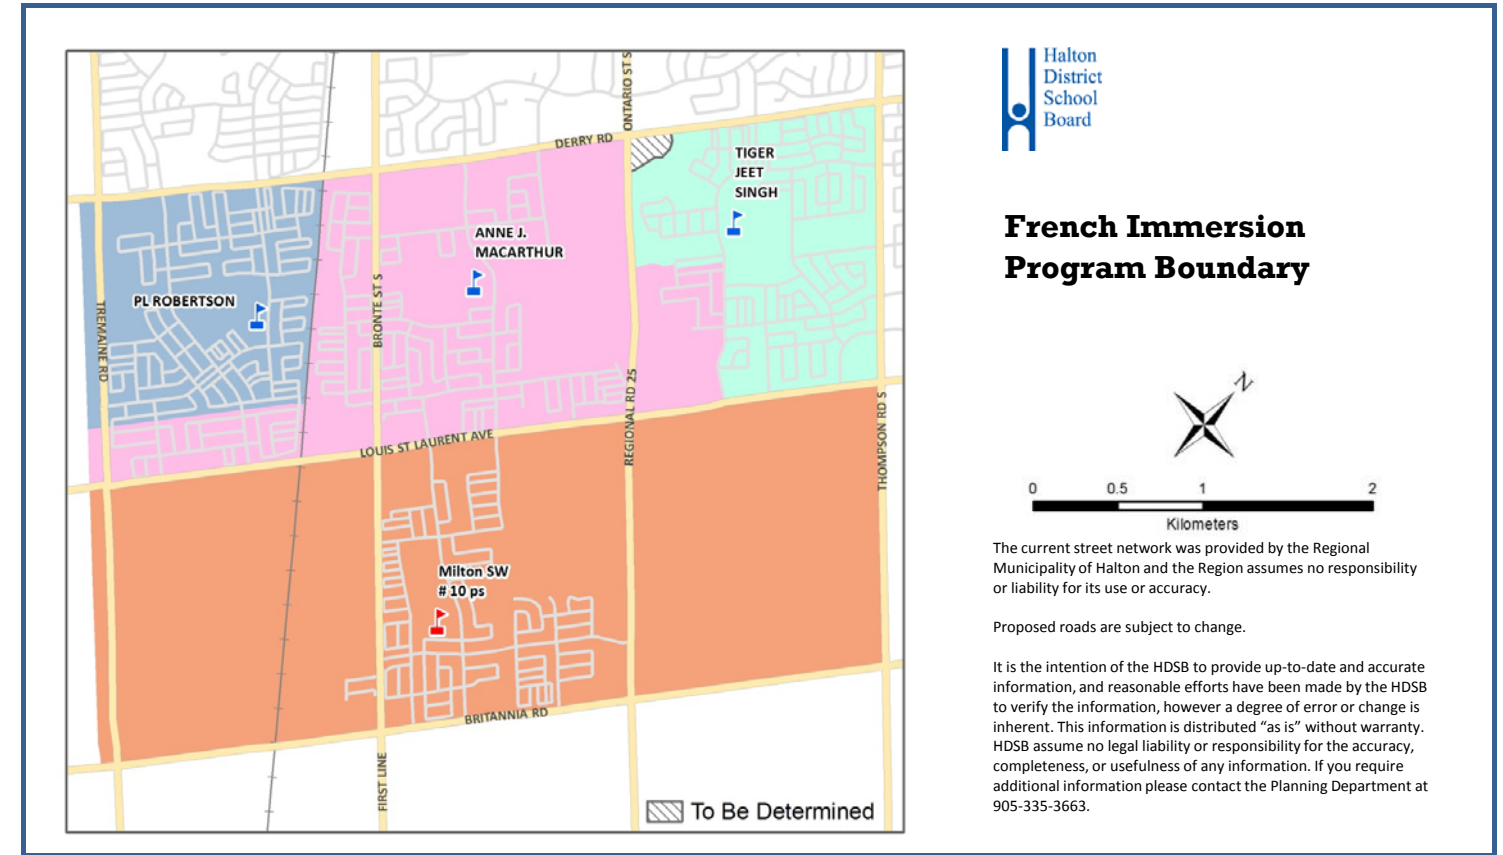 ONTARIO ST S
DERRY RD
TIGER
JEET
SINGH
ANNE J.
MACARTHUR
PL ROBERTSON
TREMAINE RD
BRONTE ST S
REGIONAL RD 25
THOMPSON RD S
LOUIS ST LAURENT AVE
Milton SW
# 10 ps
BRITANNIA RD
FIRST LINE
To Be Determined
Halton
District
School
Board
French Immersion
Program Boundary
N
0 0.5 1 2
Kilometers
The current street network was provided by the Regional
Municipality of Halton and the Region assumes no responsibility
or liability for its use or accuracy.
Proposed roads are subject to change.
It is the intention of the HDSB to provide up-to-date and accurate
information, and reasonable efforts have been made by the HDSB
to verify the information, however a degree of error or change is
inherent. This information is distributed “as is” without warranty.
HDSB assume no legal liability or responsibility for the accuracy,
completeness, or usefulness of any information. If you require
additional information please contact the Planning Department at
905-335-3663.